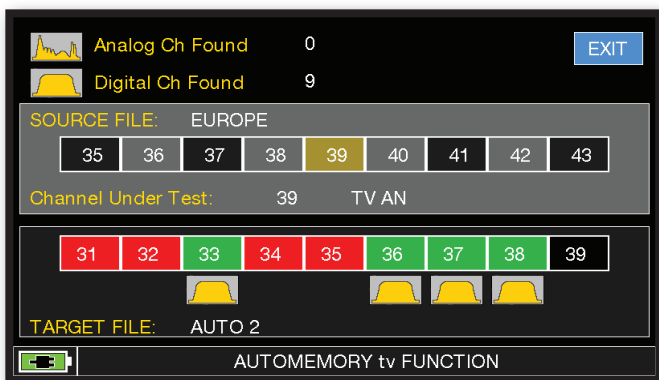 Analog Ch Found 0
EXIT
Digital Ch Found 9
SOURCE FILE: EUROPE
35 36 37 38 39 40 41 42 43
Channel Under Test: 39 TV AN
31 32 33 34 35 36 37 38 39
TARGET FILE: AUTO 2
AUTOMEMORY tv FUNCTION